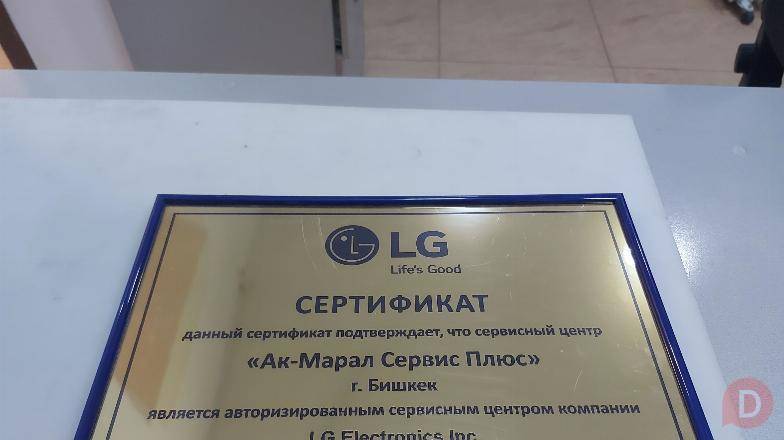 LG
Life's Good
СЕРТИФИКАТ
данный сертификат подтверждает, что сервисный центр
«Ак-Марал Сервис Плюс»
г. Бишкек
является авторизированным сервисным центром компании
LG Electronics Inc.
D